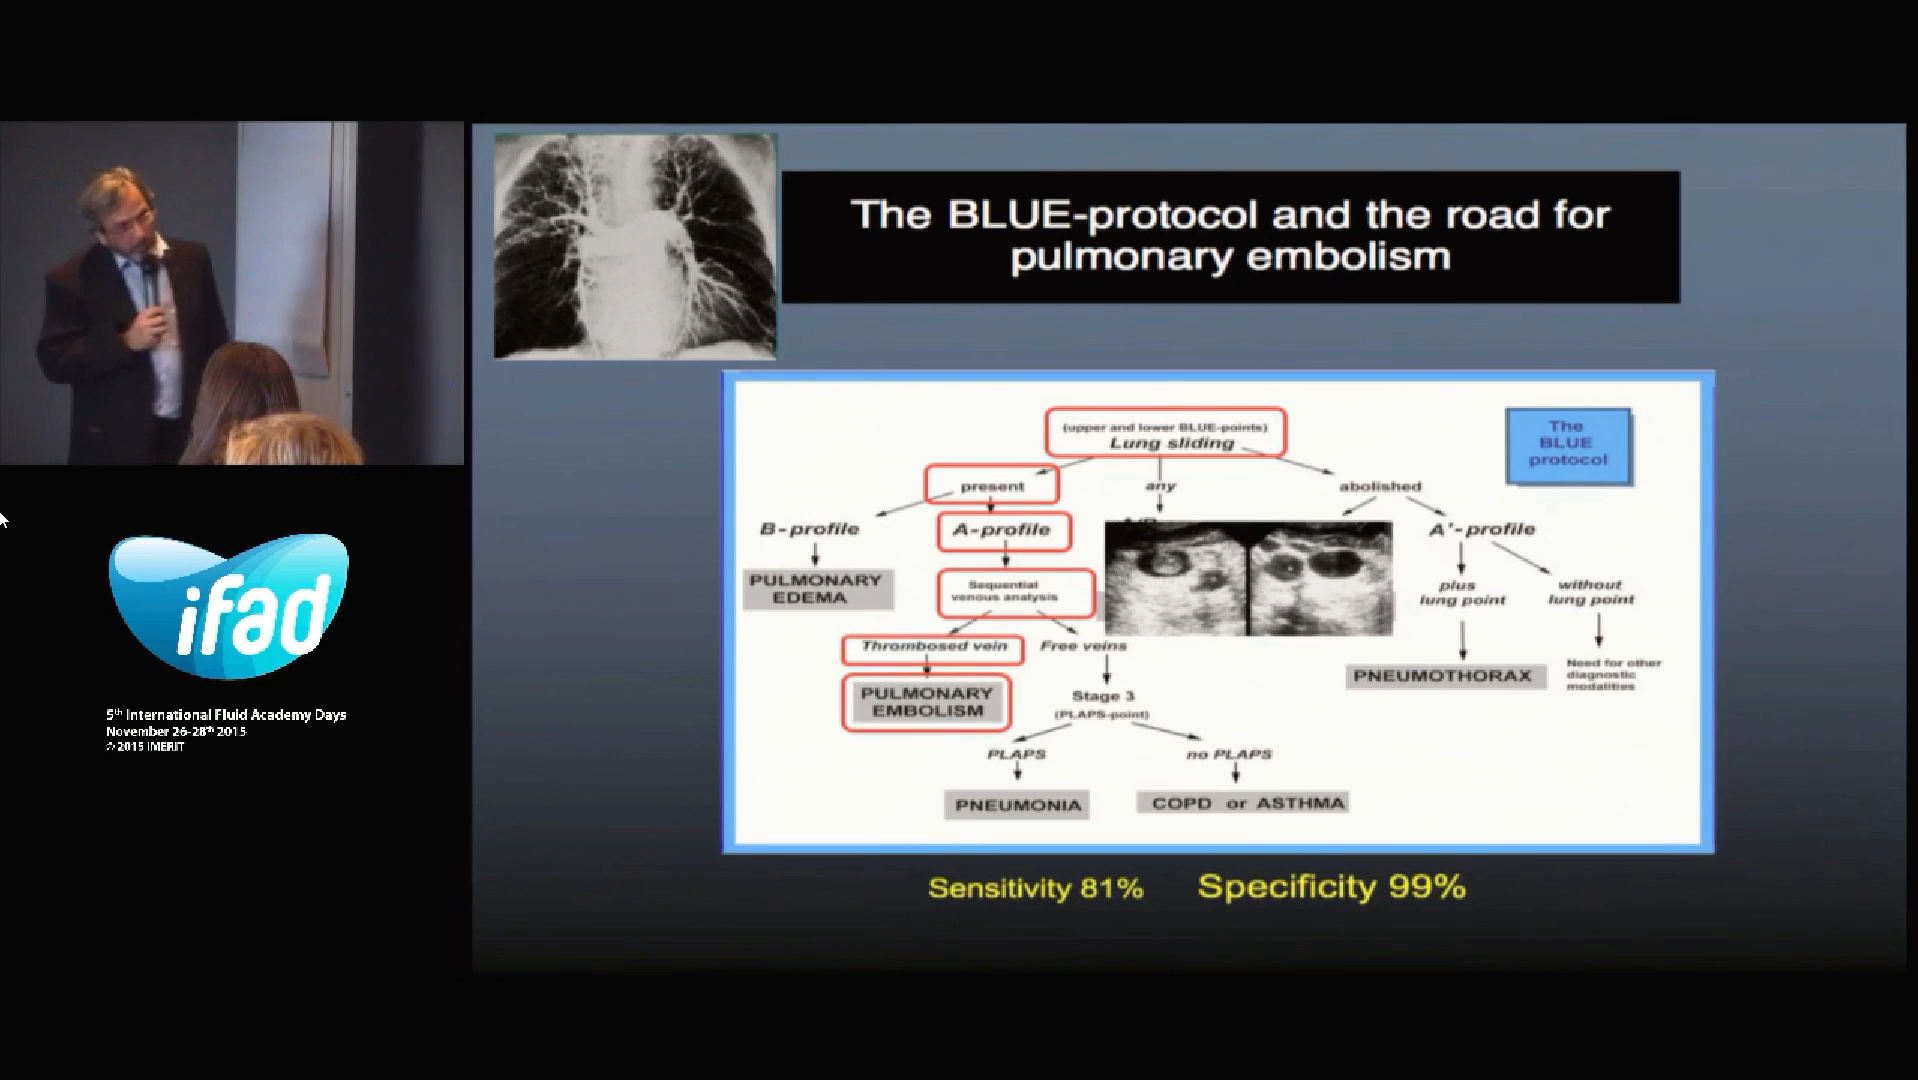 The BLUE-protocol and the road for
pulmonary embolism
(upper and lower BLUE-points)
Lung sliding
The
BLUE
protocol
present
any
abolished
B-profile
A-profile
A'-profile
PULMONARY
EDEMA
Sequential
venous analysis
plus
lung point
without
lung point
Thrombosed vein
Free veins
PULMONARY
EMBOLISM
Stage 3
(PLAPS-point)
PNEUMOTHORAX
Need for other
diagnostic
modalities
PLAPS
no PLAPS
PNEUMONIA
COPD or ASTHMA
Sensitivity 81%
Specificity 99%
ifad
5th International Fluid Academy Days
November 26-28th 2015
© 2015 IMERIT